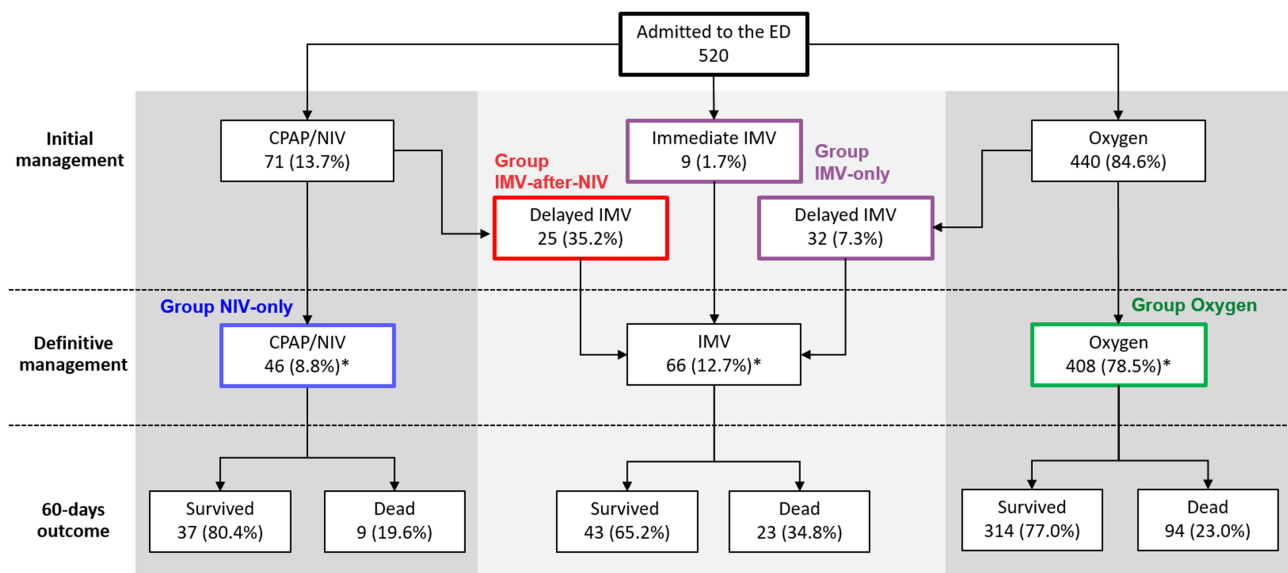 Admitted to the ED
520
Initial
management
CPAP/NIV
71 (13.7%)
Immediate IMV
9 (1.7%)
Oxygen
440 (84.6%)
Group
IMV-after-NIV
Group
IMV-only
Delayed IMV
25 (35.2%)
Delayed IMV
32 (7.3%)
Group NIV-only
Group Oxygen
Definitive
management
CPAP/NIV
46 (8.8%)*
IMV
66 (12.7%)*
Oxygen
408 (78.5%)*
60-days
outcome
Survived
37 (80.4%)
Dead
9 (19.6%)
Survived
43 (65.2%)
Dead
23 (34.8%)
Survived
314 (77.0%)
Dead
94 (23.0%)